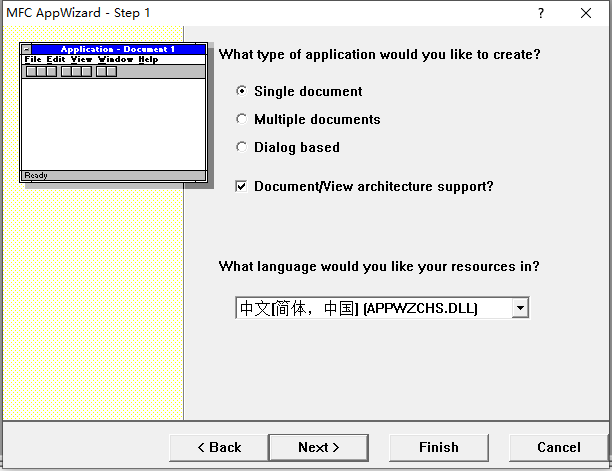 MFC AppWizard - Step 1
Application - Document 1
File Edit View Window Help
Ready
What type of application would you like to create?
Single document
Multiple documents
Dialog based
Document/View architecture support?
What language would you like your resources in?
中文[简体，中国] (APPWZCHS.DLL)
< Back
Next >
Finish
Cancel